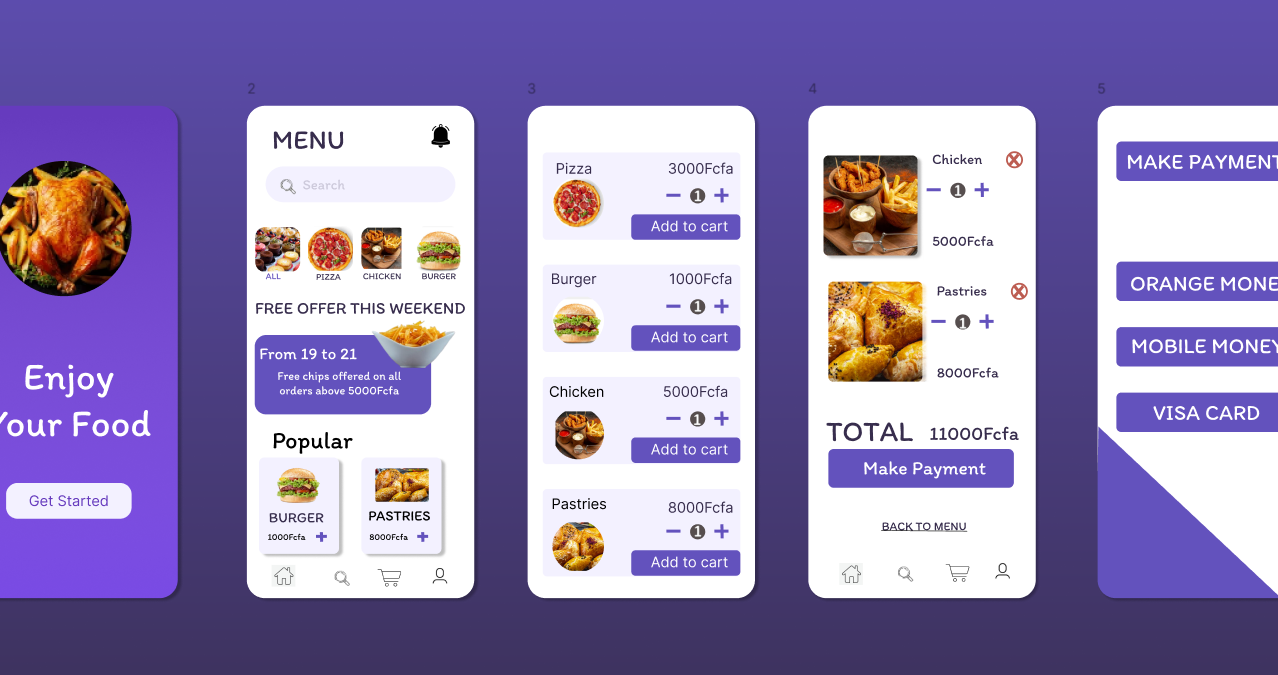 Enjoy
Your Food
Get Started
2
MENU
Search
ALL
PIZZA
CHICKEN
BURGER
FREE OFFER THIS WEEKEND
From 19 to 21
Free chips offered on all
orders above 5000Fcfa
Popular
BURGER
1000Fcfa
PASTRIES
8000Fcfa
3
Pizza
3000Fcfa
1
Add to cart
Burger
1000Fcfa
1
Add to cart
Chicken
5000Fcfa
1
Add to cart
Pastries
8000Fcfa
1
Add to cart
4
Chicken
1
5000Fcfa
Pastries
1
8000Fcfa
TOTAL 11000Fcfa
Make Payment
BACK TO MENU
5
MAKE PAYMENT
ORANGE MONE
MOBILE MONEY
VISA CARD